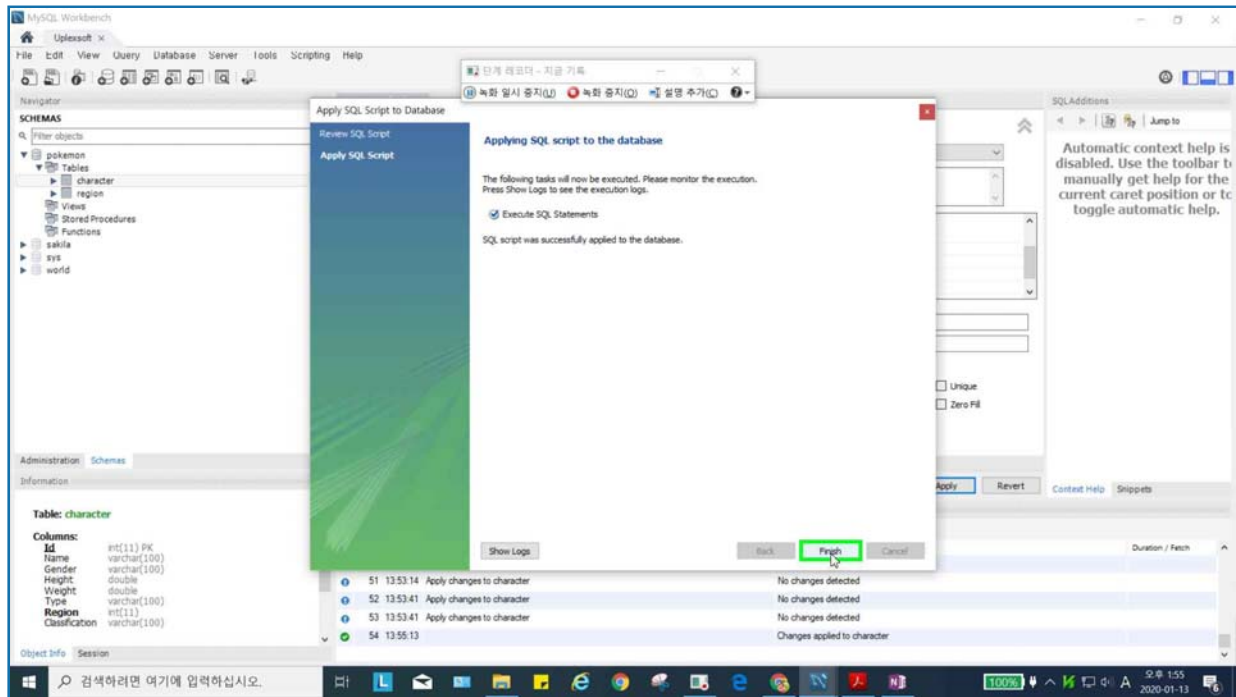 MySQL Workbench
Uplexsoft ×
File Edit View Query Database Server Tools Scripting Help
단계 레코더 - 지금 기록
녹화 일시 중지(U) 녹화 중지(O) 설명 추가(C)
Navigator
SCHEMAS
Filter objects
pokemon
Tables
character
region
Views
Stored Procedures
Functions
sakila
sys
world
Administration Schemas
Information
Table: character
Columns:
Id int(11) PK
Name varchar(100)
Gender varchar(100)
Height double
Weight double
Type varchar(100)
Region int(11)
Clasification varchar(100)
Object Info Session
Apply SQL Script to Database
Review SQL Script
Apply SQL Script
Applying SQL script to the database
The following tasks will now be executed. Please monitor the execution.
Press Show Logs to see the execution logs.
Execute SQL Statements
SQL script was successfully applied to the database.
Show Logs Back Finish Cancel
Unique
Zero Fill
Apply Revert
SQLAdditions
Jump to
Automatic context help is
disabled. Use the toolbar to
manually get help for the
current caret position or to
toggle automatic help.
Context Help Snippets
Duration / Fetch
51 13:53:14 Apply changes to character No changes detected
52 13:53:41 Apply changes to character No changes detected
53 13:53:41 Apply changes to character No changes detected
54 13:55:13 Changes applied to character
검색하려면 여기에 입력하십시오.
100% A 오후 1:55
2020-01-13